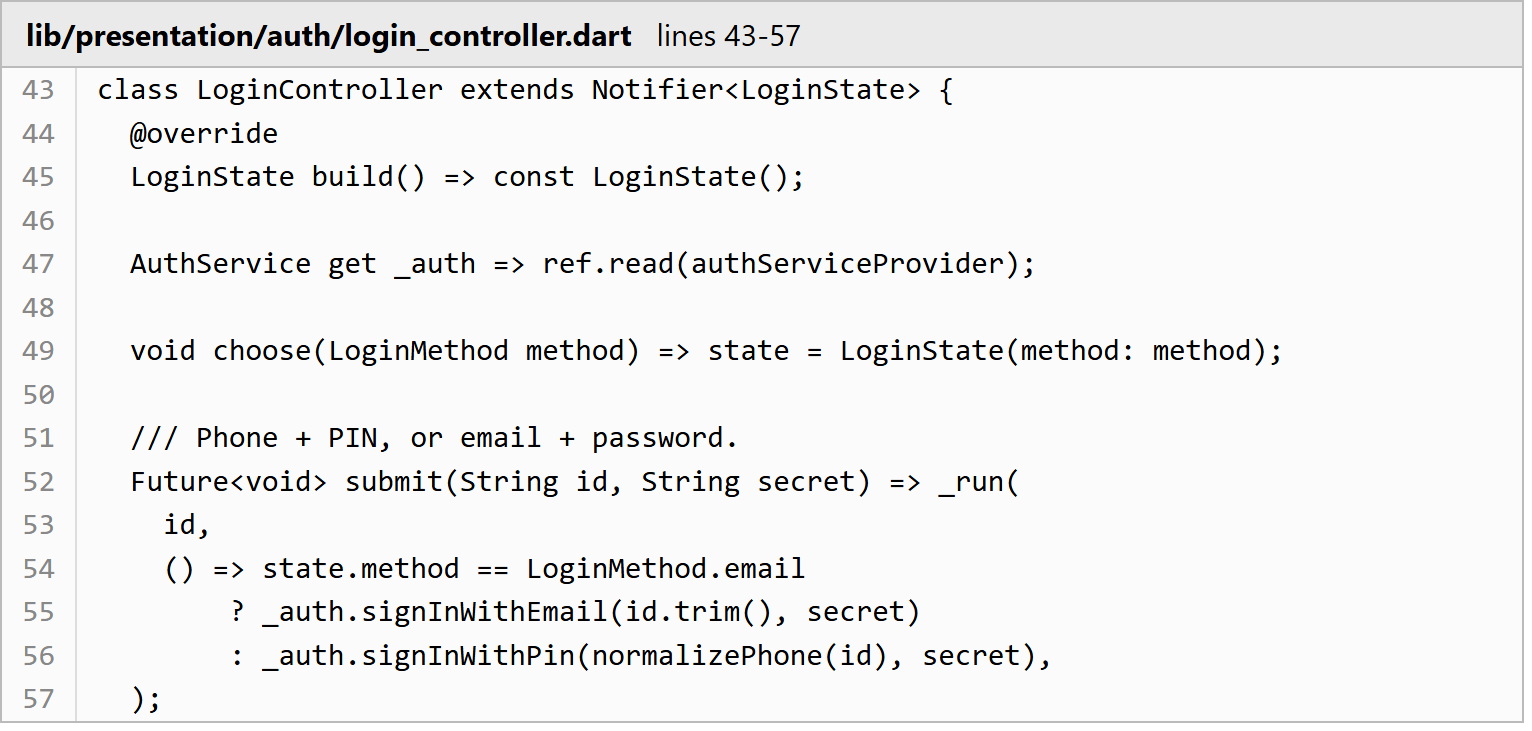 lib/presentation/auth/login_controller.dart lines 43-57
43 class LoginController extends Notifier<LoginState> {
44   @override
45   LoginState build() => const LoginState();
46
47   AuthService get _auth => ref.read(authServiceProvider);
48
49   void choose(LoginMethod method) => state = LoginState(method: method);
50
51   /// Phone + PIN, or email + password.
52   Future<void> submit(String id, String secret) => _run(
53     id,
54     () => state.method == LoginMethod.email
55         ? _auth.signInWithEmail(id.trim(), secret)
56         : _auth.signInWithPin(normalizePhone(id), secret),
57   );